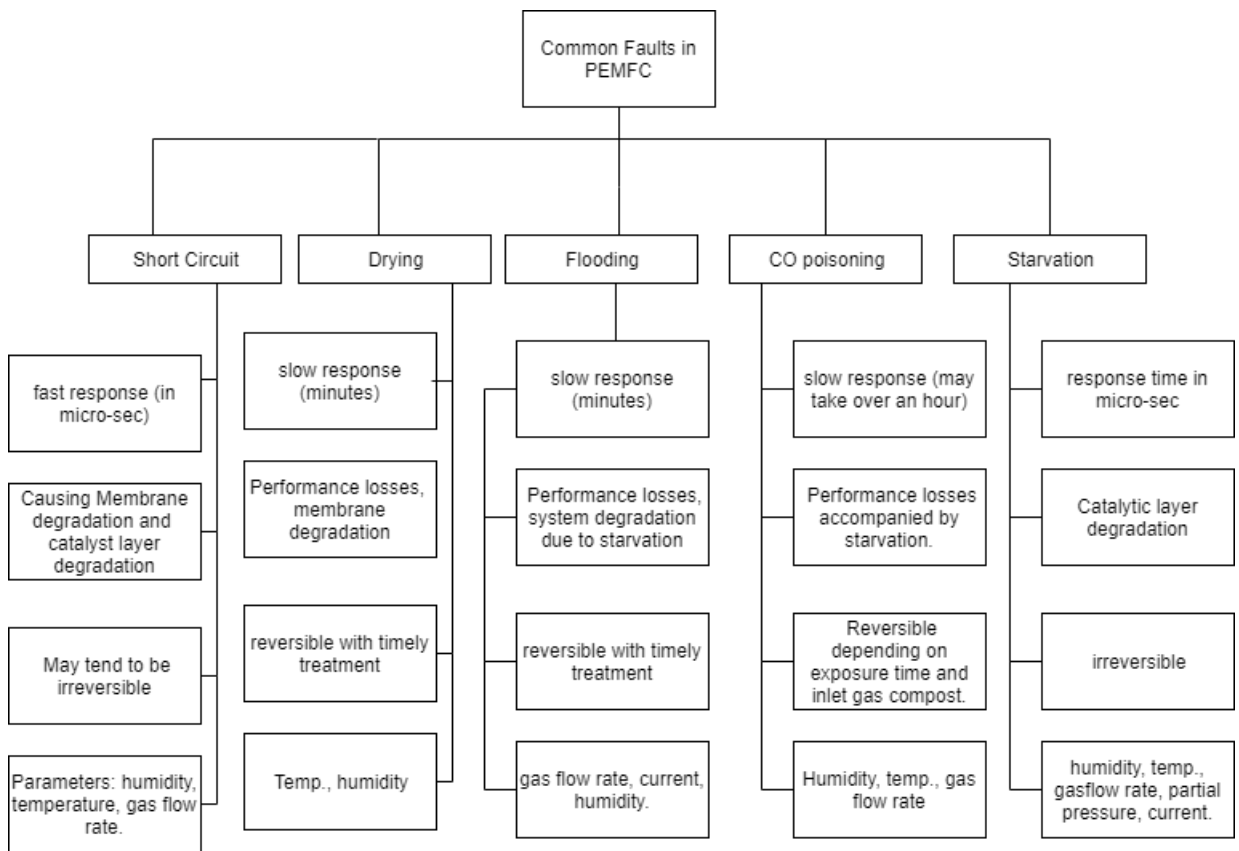 Common Faults in
PEMFC
Short Circuit
Drying
Flooding
CO poisoning
Starvation
fast response (in
micro-sec)
Causing Membrane
degradation and
catalyst layer
degradation
May tend to be
irreversible
Parameters: humidity,
temperature, gas flow
rate.
slow response
(minutes)
Performance losses,
membrane
degradation
reversible with timely
treatment
Temp., humidity
slow response
(minutes)
Performance losses,
system degradation
due to starvation
reversible with timely
treatment
gas flow rate, current,
humidity.
slow response (may
take over an hour)
Performance losses
accompanied by
starvation.
Reversible
depending on
exposure time and
inlet gas compost.
Humidity, temp., gas
flow rate
response time in
micro-sec
Catalytic layer
degradation
irreversible
humidity, temp.,
gasflow rate, partial
pressure, current.